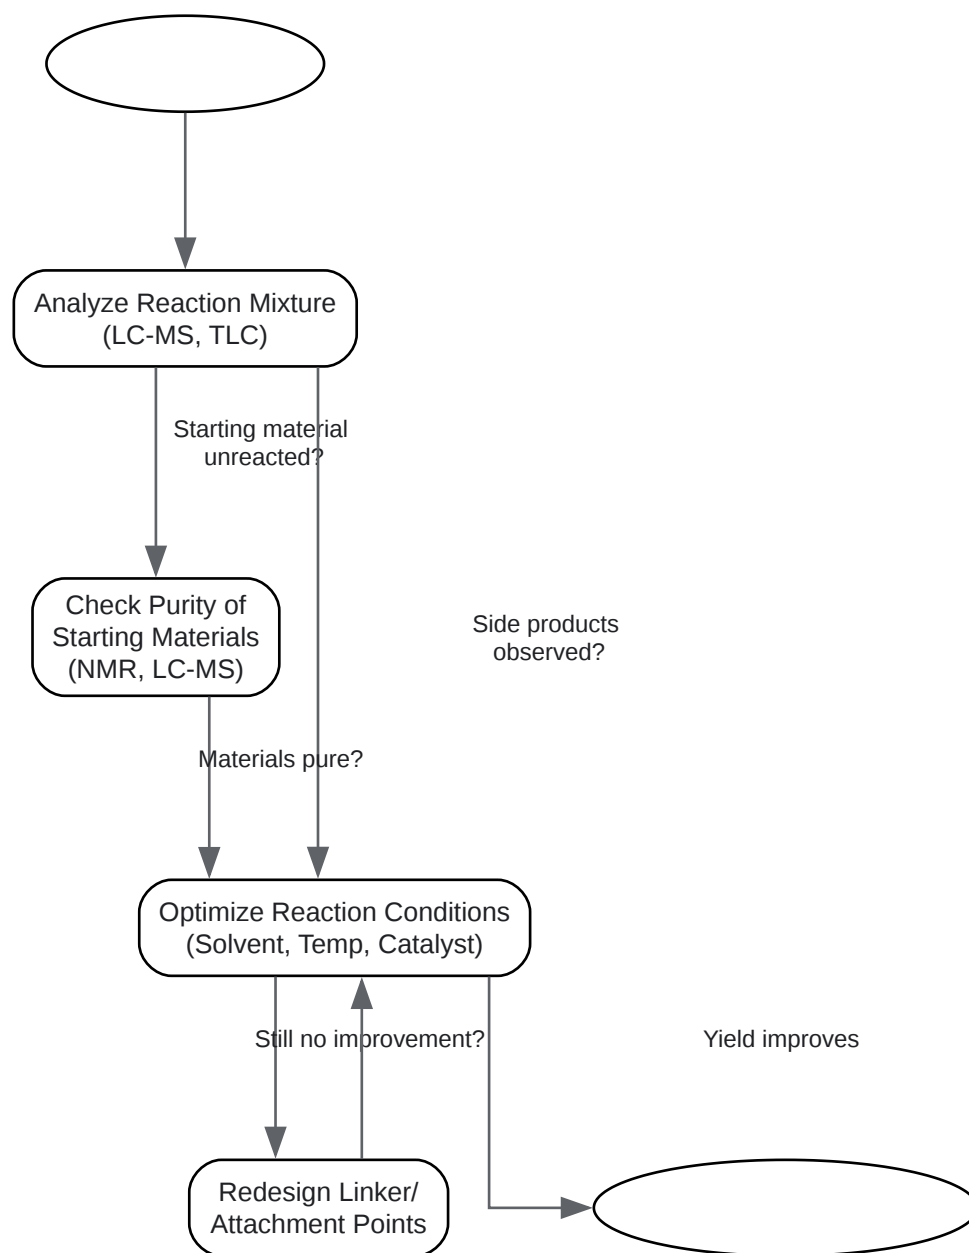 Analyze Reaction Mixture
(LC-MS, TLC)
Starting material
unreacted?
Check Purity of
Starting Materials
(NMR, LC-MS)
Side products
observed?
Materials pure?
Optimize Reaction Conditions
(Solvent, Temp, Catalyst)
Still no improvement?
Yield improves
Redesign Linker/
Attachment Points